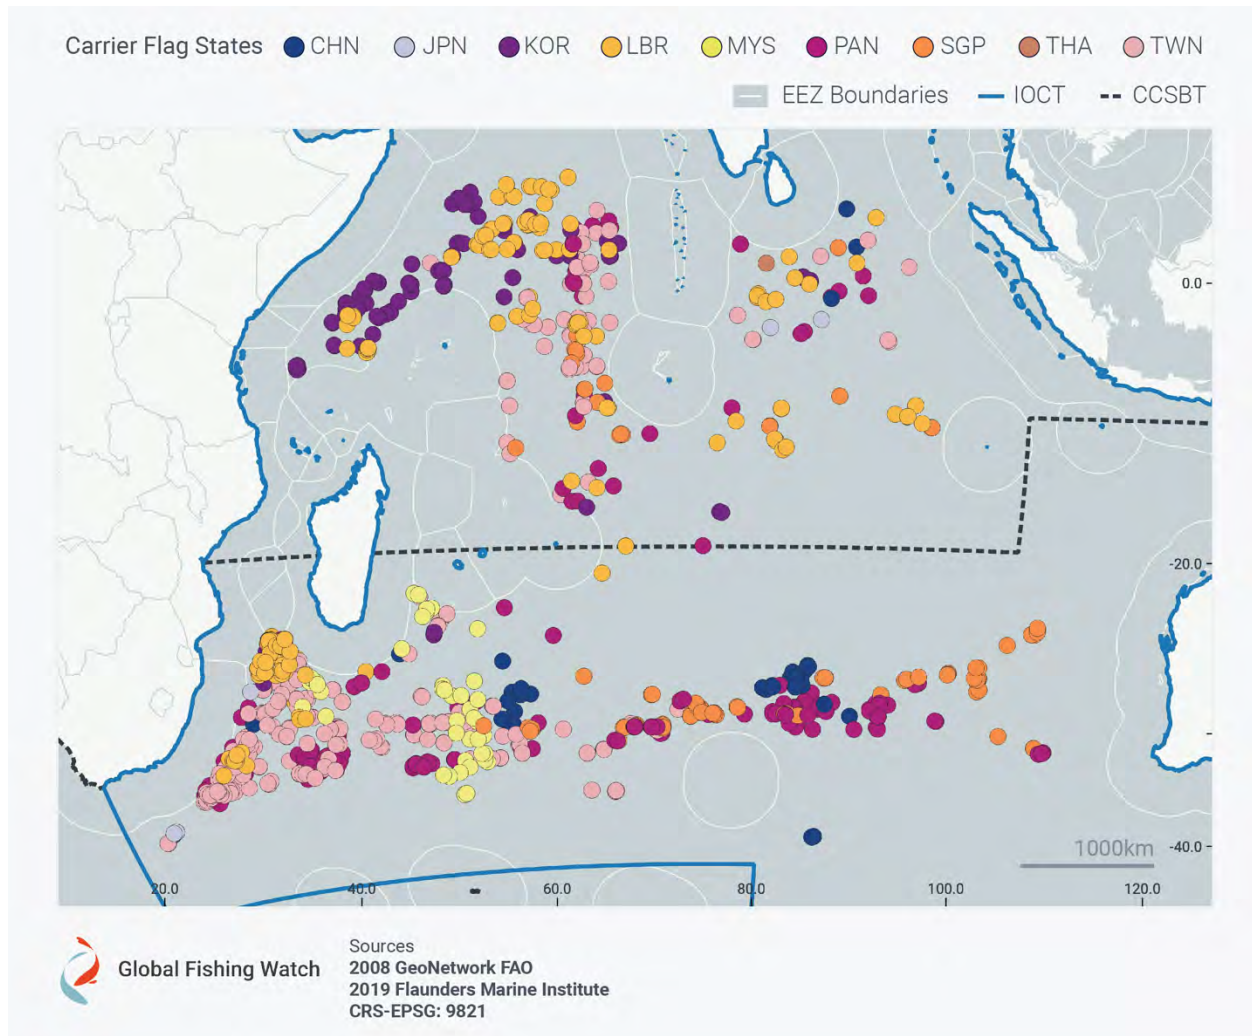 Carrier Flag States CHN JPN KOR LBR MYS PAN SGP THA TWN
EEZ Boundaries IOCT CCSBT
0.0
-20.0
1000km
-40.0
20.0 40.0 60.0 80.0 100.0 120.0
Global Fishing Watch
Sources
2008 GeoNetwork FAO
2019 Flaunders Marine Institute
CRS-EPSG: 9821